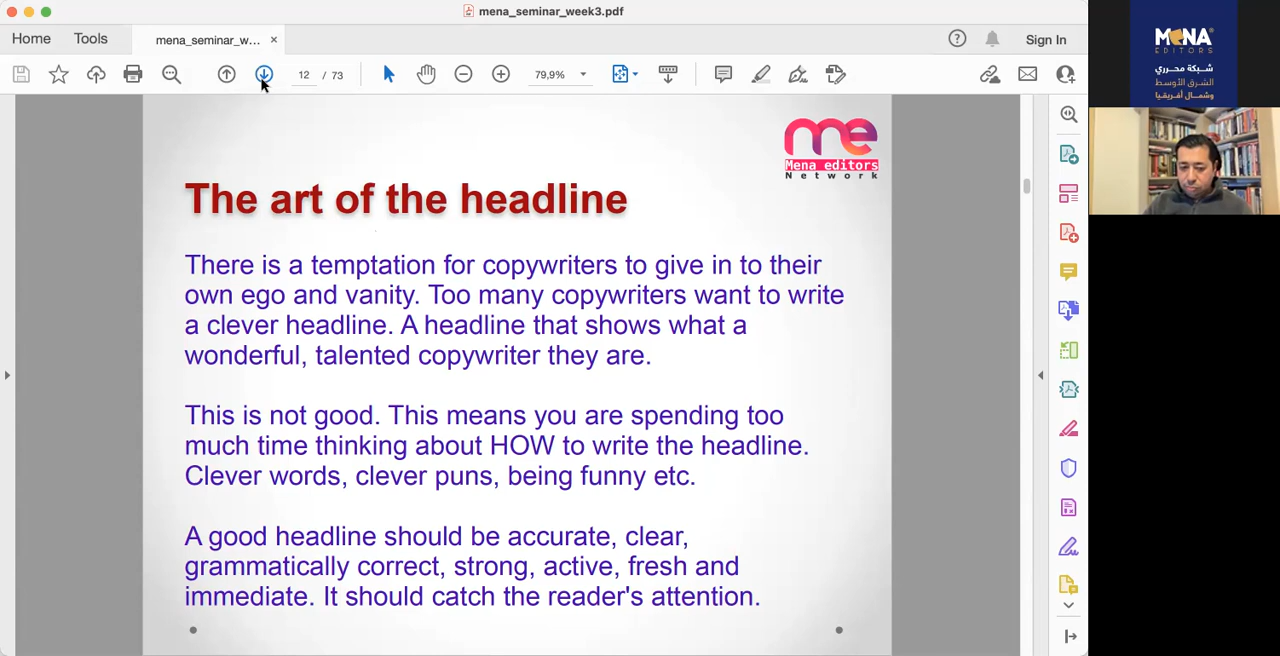 mena_seminar_week3.pdf
Home
Tools
mena_seminar_w...
Sign In
12 / 73
79,9%
me
Mena editors
Network
The art of the headline
There is a temptation for copywriters to give in to their
own ego and vanity. Too many copywriters want to write
a clever headline. A headline that shows what a
wonderful, talented copywriter they are.
This is not good. This means you are spending too
much time thinking about HOW to write the headline.
Clever words, clever puns, being funny etc.
A good headline should be accurate, clear,
grammatically correct, strong, active, fresh and
immediate. It should catch the reader's attention.
MENA
EDITORS
شبكة محرري
الشرق الأوسط
وشمال أفريقيا